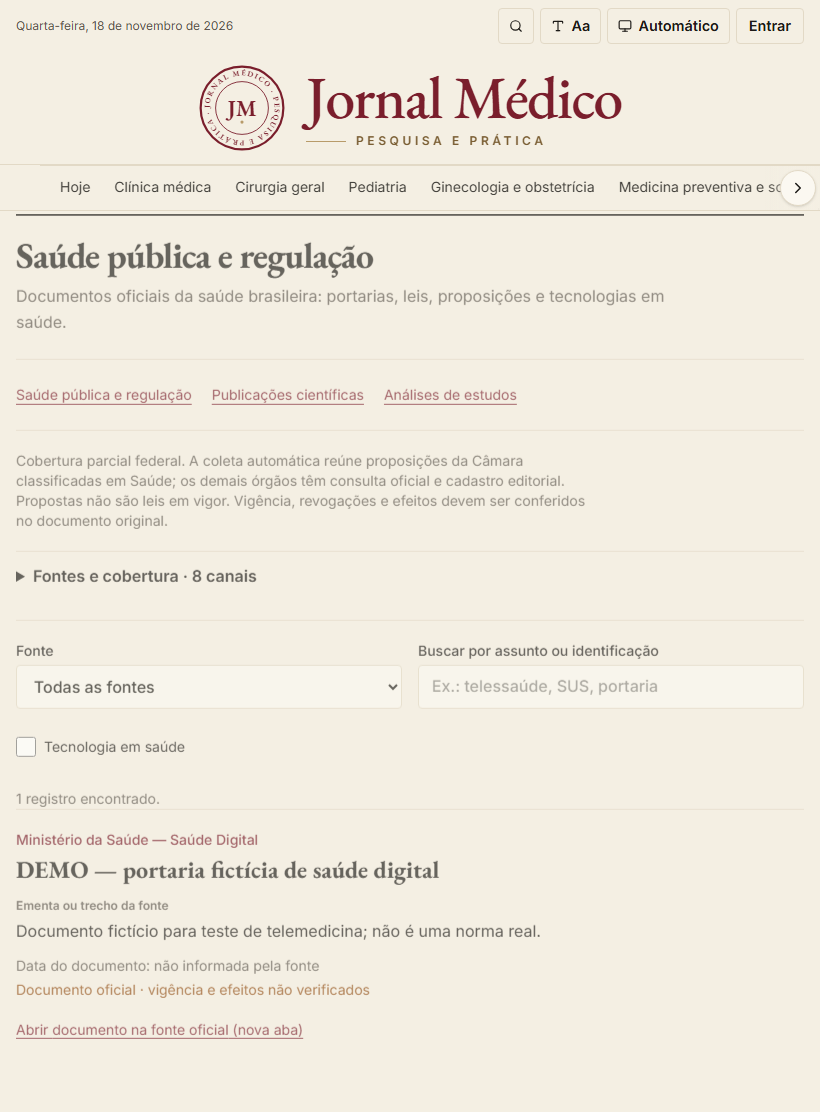 Quarta-feira, 18 de novembro de 2026
Aa
Automático
Entrar
JORNAL MÉDICO · PESQUISA E PRÁTICA ·
JM
Jornal Médico
PESQUISA E PRÁTICA
Hoje
Clínica médica
Cirurgia geral
Pediatria
Ginecologia e obstetrícia
Medicina preventiva e
Saúde pública e regulação
Documentos oficiais da saúde brasileira: portarias, leis, proposições e tecnologias em
saúde.
Saúde pública e regulação
Publicações científicas
Análises de estudos
Cobertura parcial federal. A coleta automática reúne proposições da Câmara
classificadas em Saúde; os demais órgãos têm consulta oficial e cadastro editorial.
Propostas não são leis em vigor. Vigência, revogações e efeitos devem ser conferidos
no documento original.
Fontes e cobertura · 8 canais
Fonte
Buscar por assunto ou identificação
Todas as fontes
Ex.: telessaúde, SUS, portaria
Tecnologia em saúde
1 registro encontrado.
Ministério da Saúde — Saúde Digital
DEMO — portaria fictícia de saúde digital
Ementa ou trecho da fonte
Documento fictício para teste de telemedicina; não é uma norma real.
Data do documento: não informada pela fonte
Documento oficial · vigência e efeitos não verificados
Abrir documento na fonte oficial (nova aba)